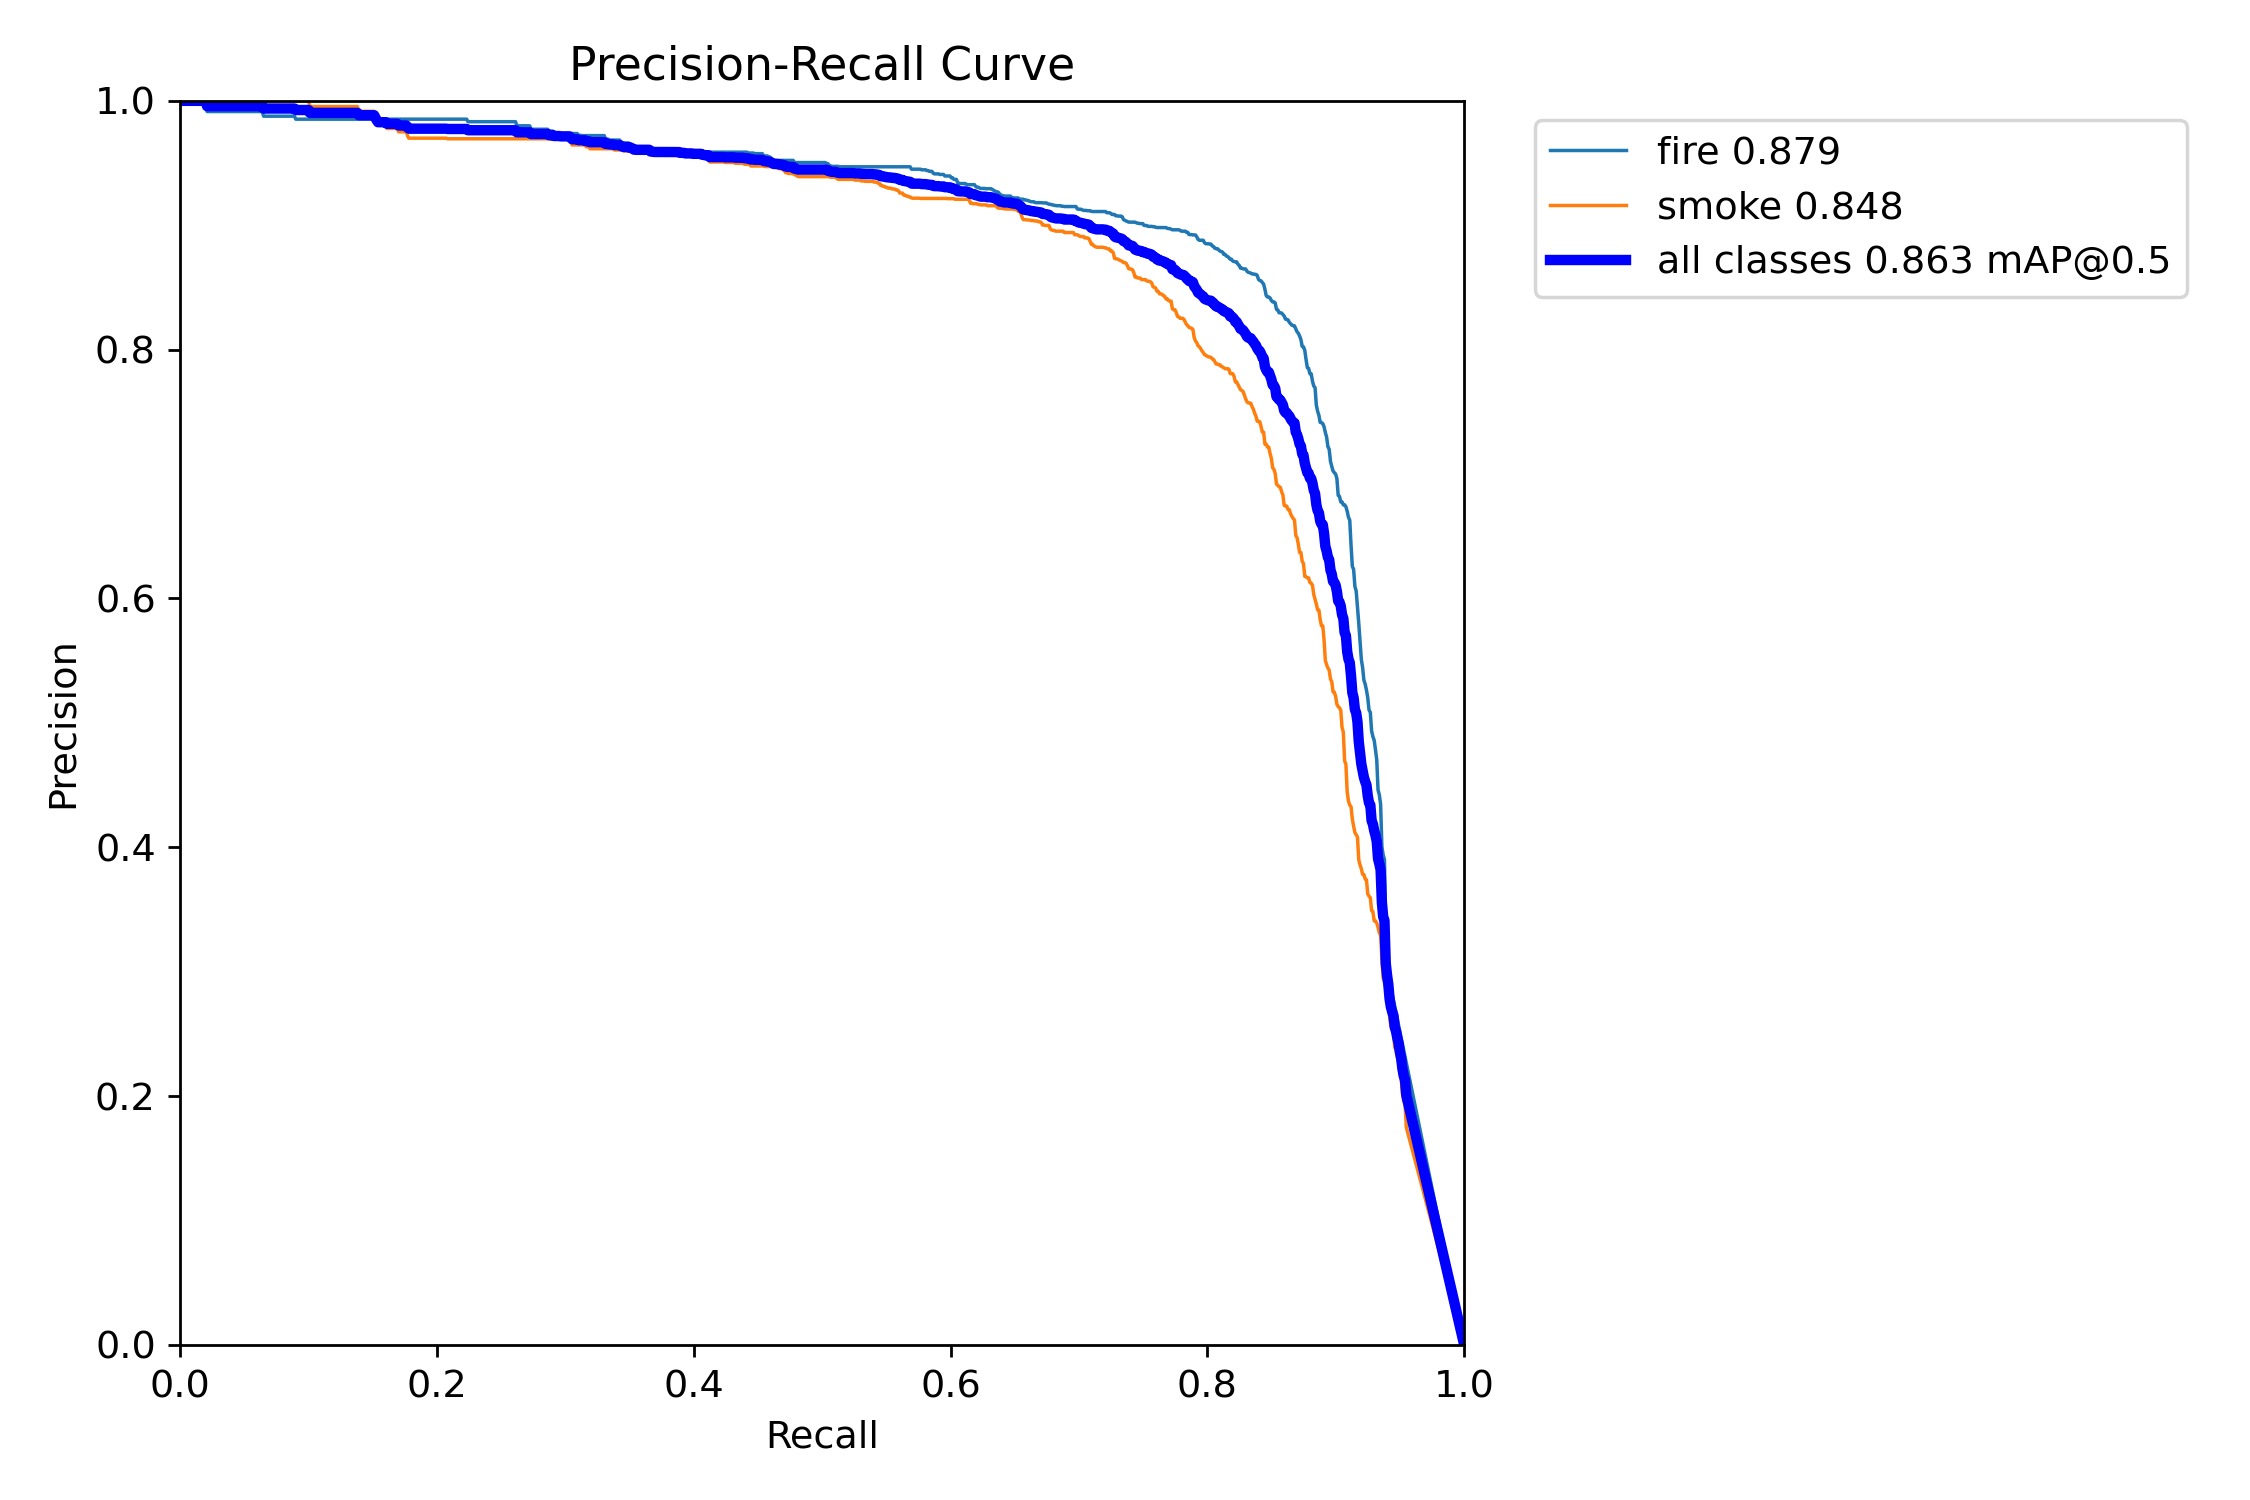 Precision-Recall Curve
1.0
0.8
0.6
0.4
0.2
0.0
Precision
0.0 0.2 0.4 0.6 0.8 1.0
Recall
fire 0.879
smoke 0.848
all classes 0.863 mAP@0.5